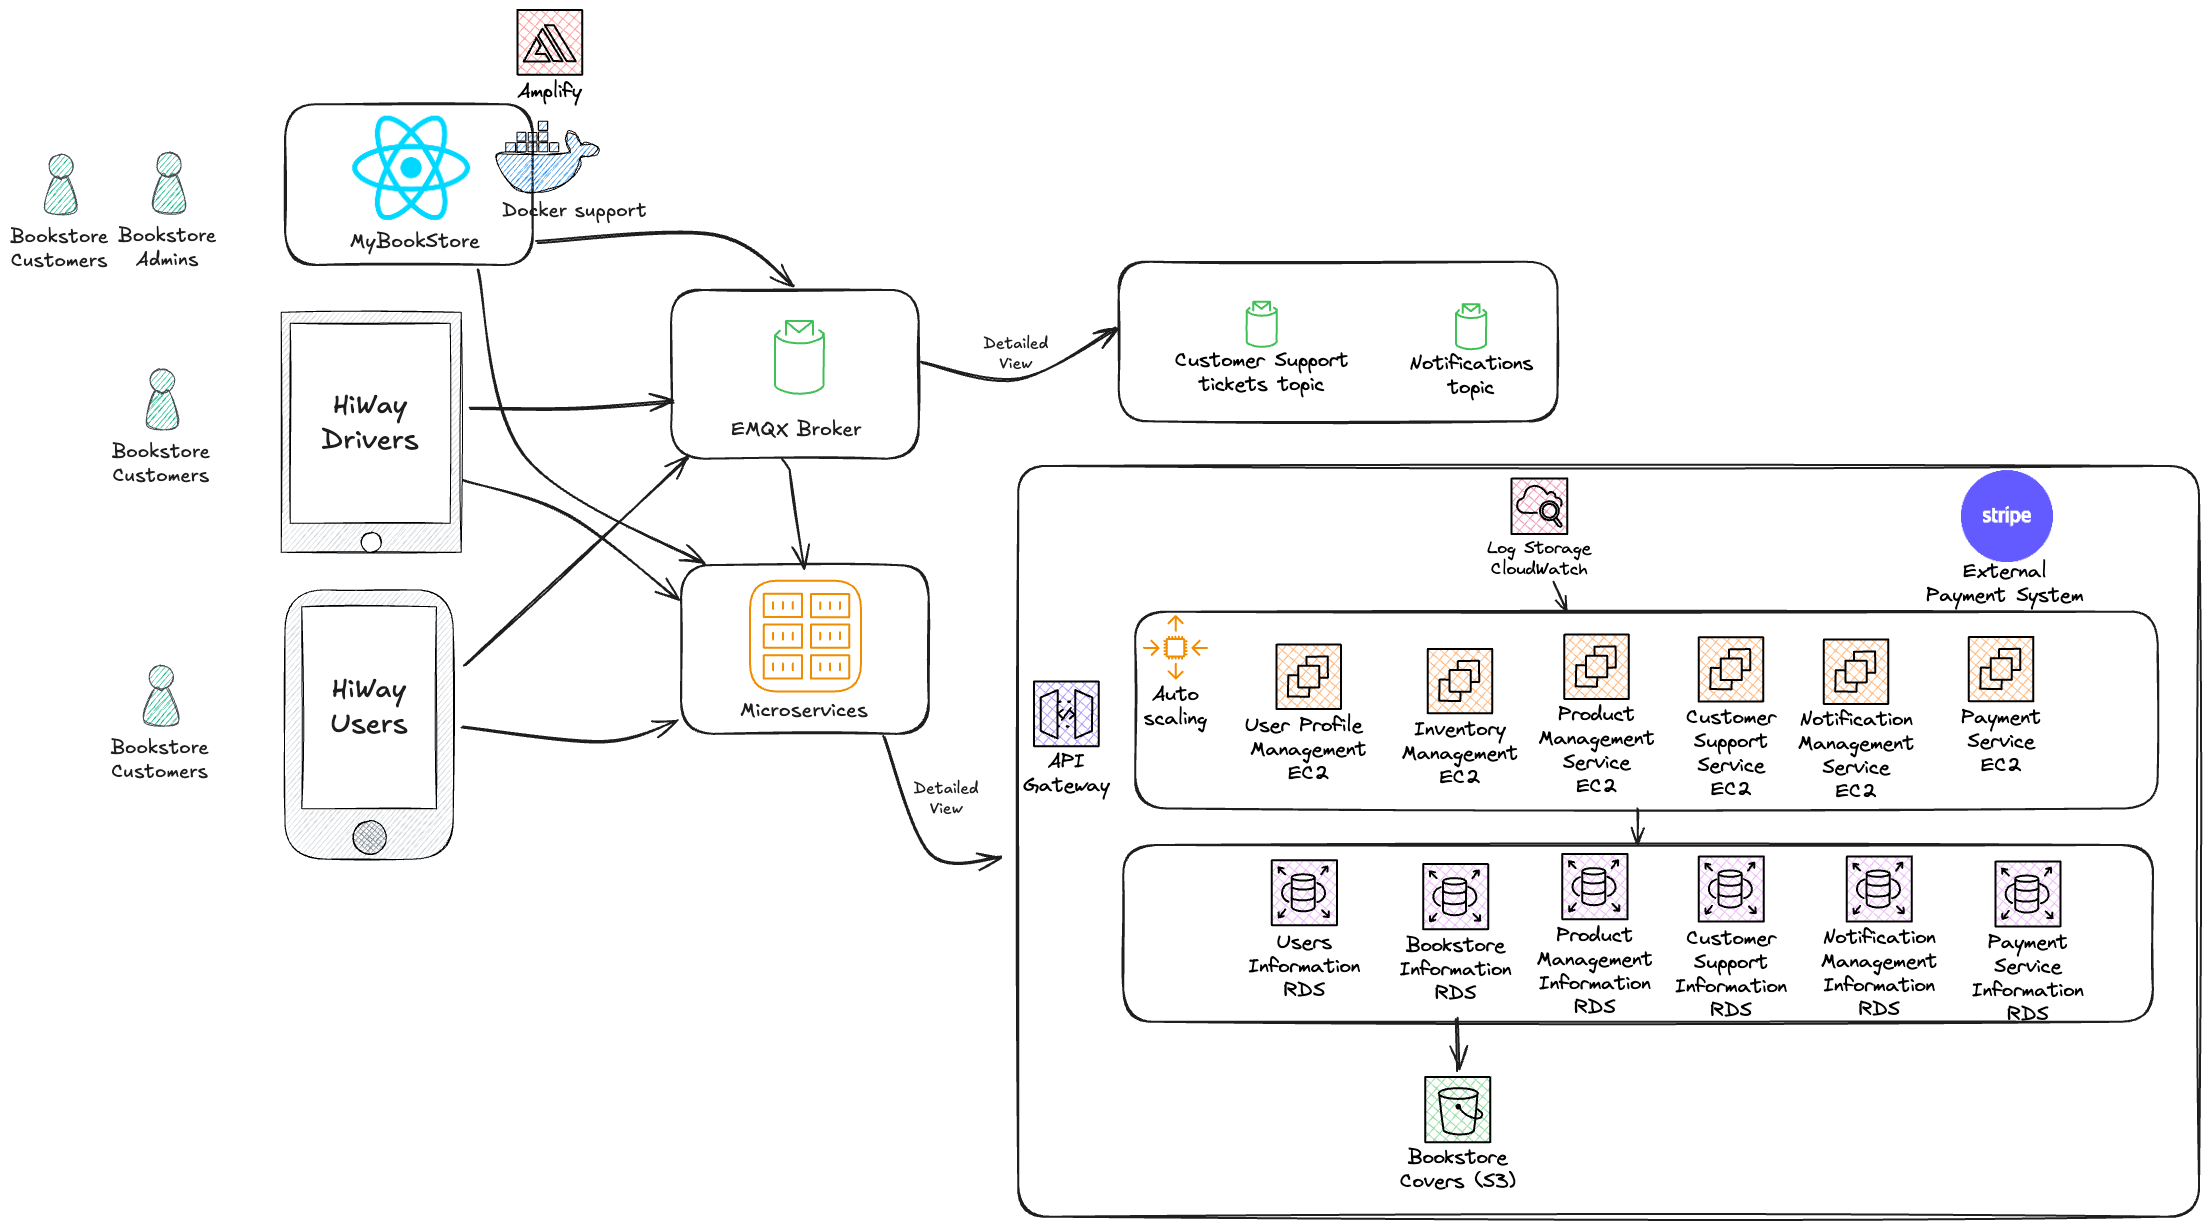 Amplify
Docker support
MyBookStore
Bookstore
Customers
Bookstore
Admins
HiWay
Drivers
Bookstore
Customers
HiWay
Users
Bookstore
Customers
EMQX Broker
Detailed
View
Customer Support
tickets topic
Notifications
topic
Microservices
Detailed
View
Log Storage
CloudWatch
stripe
External
Payment System
API
Gateway
Auto
scaling
User Profile
Management
EC2
Inventory
Management
EC2
Product
Management
Service
EC2
Customer
Support
Service
EC2
Notification
Management
Service
EC2
Payment
Service
EC2
Users
Information
RDS
Bookstore
Information
RDS
Product
Management
Information
RDS
Customer
Support
Information
RDS
Notification
Management
Information
RDS
Payment
Service
Information
RDS
Bookstore
Covers (S3)